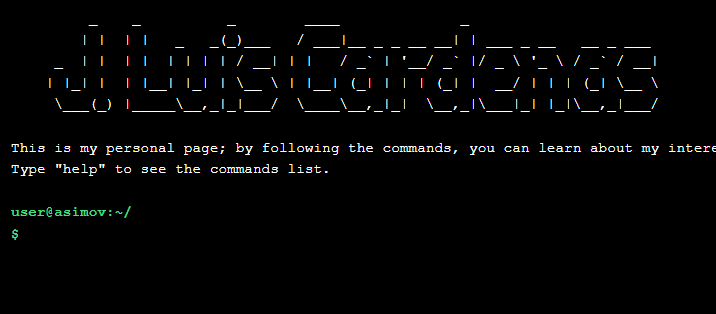 J. Luis Cardenas
This is my personal page; by following the commands, you can learn about my intere
Type "help" to see the commands list.
user@asimov:~/
$